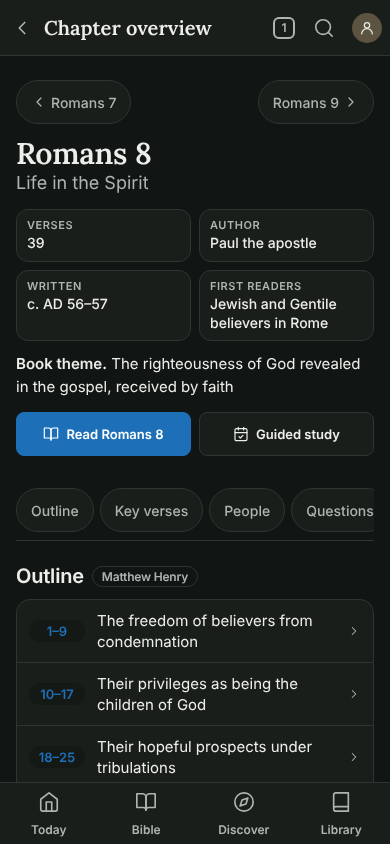 Chapter overview
1
Romans 7
Romans 9
Romans 8
Life in the Spirit
VERSES
39
AUTHOR
Paul the apostle
WRITTEN
c. AD 56–57
FIRST READERS
Jewish and Gentile
believers in Rome
Book theme. The righteousness of God revealed
in the gospel, received by faith
Read Romans 8
Guided study
Outline
Key verses
People
Questions
Outline
Matthew Henry
1–9
The freedom of believers from
condemnation
10–17
Their privileges as being the
children of God
18–25
Their hopeful prospects under
tribulations
Today
Bible
Discover
Library